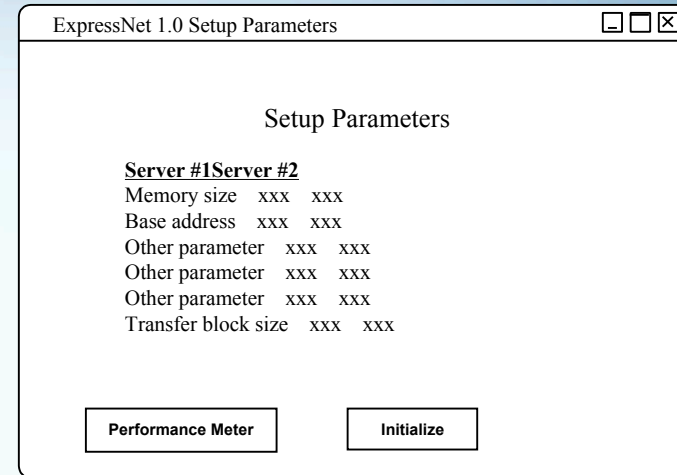 ExpressNet 1.0 Setup Parameters
Setup Parameters
Server #1Server #2
Memory size xxx xxx
Base address xxx xxx
Other parameter xxx xxx
Other parameter xxx xxx
Other parameter xxx xxx
Transfer block size xxx xxx
Performance Meter
Initialize